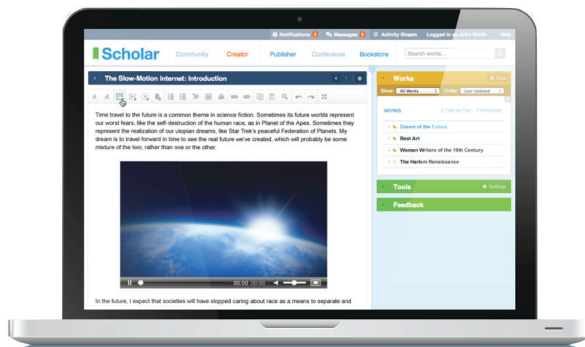 Notifications 2 Messages 2 Activity Stream Logged in as John Smith Help
Scholar
Community Creator Publisher Conference Bookstore
Search works...
The Slow-Motion Internet: Introduction
Time travel to the future is a common theme in science fiction. Sometimes its future worlds represent
our worst fears, like the self-destruction of the human race, as in Planet of the Apes. Sometimes they
represent the realization of our utopian dreams, like Star Trek's peaceful Federation of Planets. My
dream is to travel forward in time to see the real future we've created, which will probably be some
mixture of the two, rather than one or the other.
00:00 00:00
In the future, I expect that societies will have stopped caring about race as a means to separate and
Works
Show All Works Order Last Updated
WORKS
Dream of the Future
Beat Art
Women Writers of the 19th Century
The Harlem Renaissance
Tools Settings
Feedback